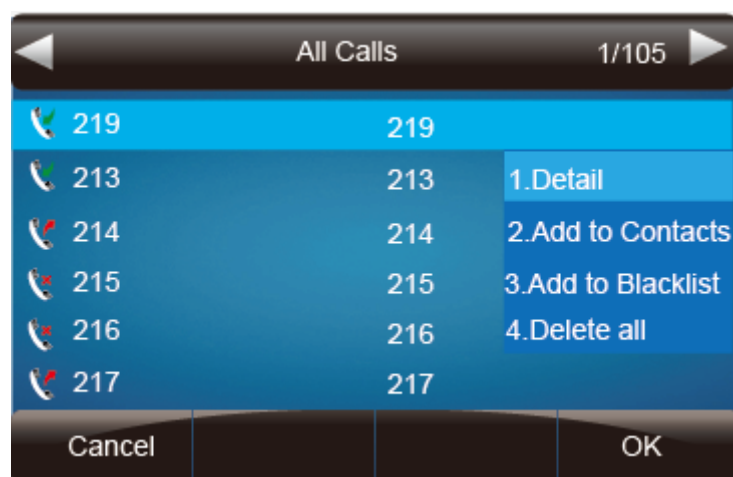 All Calls 1/105
219 219
213 213 1.Detail
214 214 2.Add to Contacts
215 215 3.Add to Blacklist
216 216 4.Delete all
217 217
Cancel OK